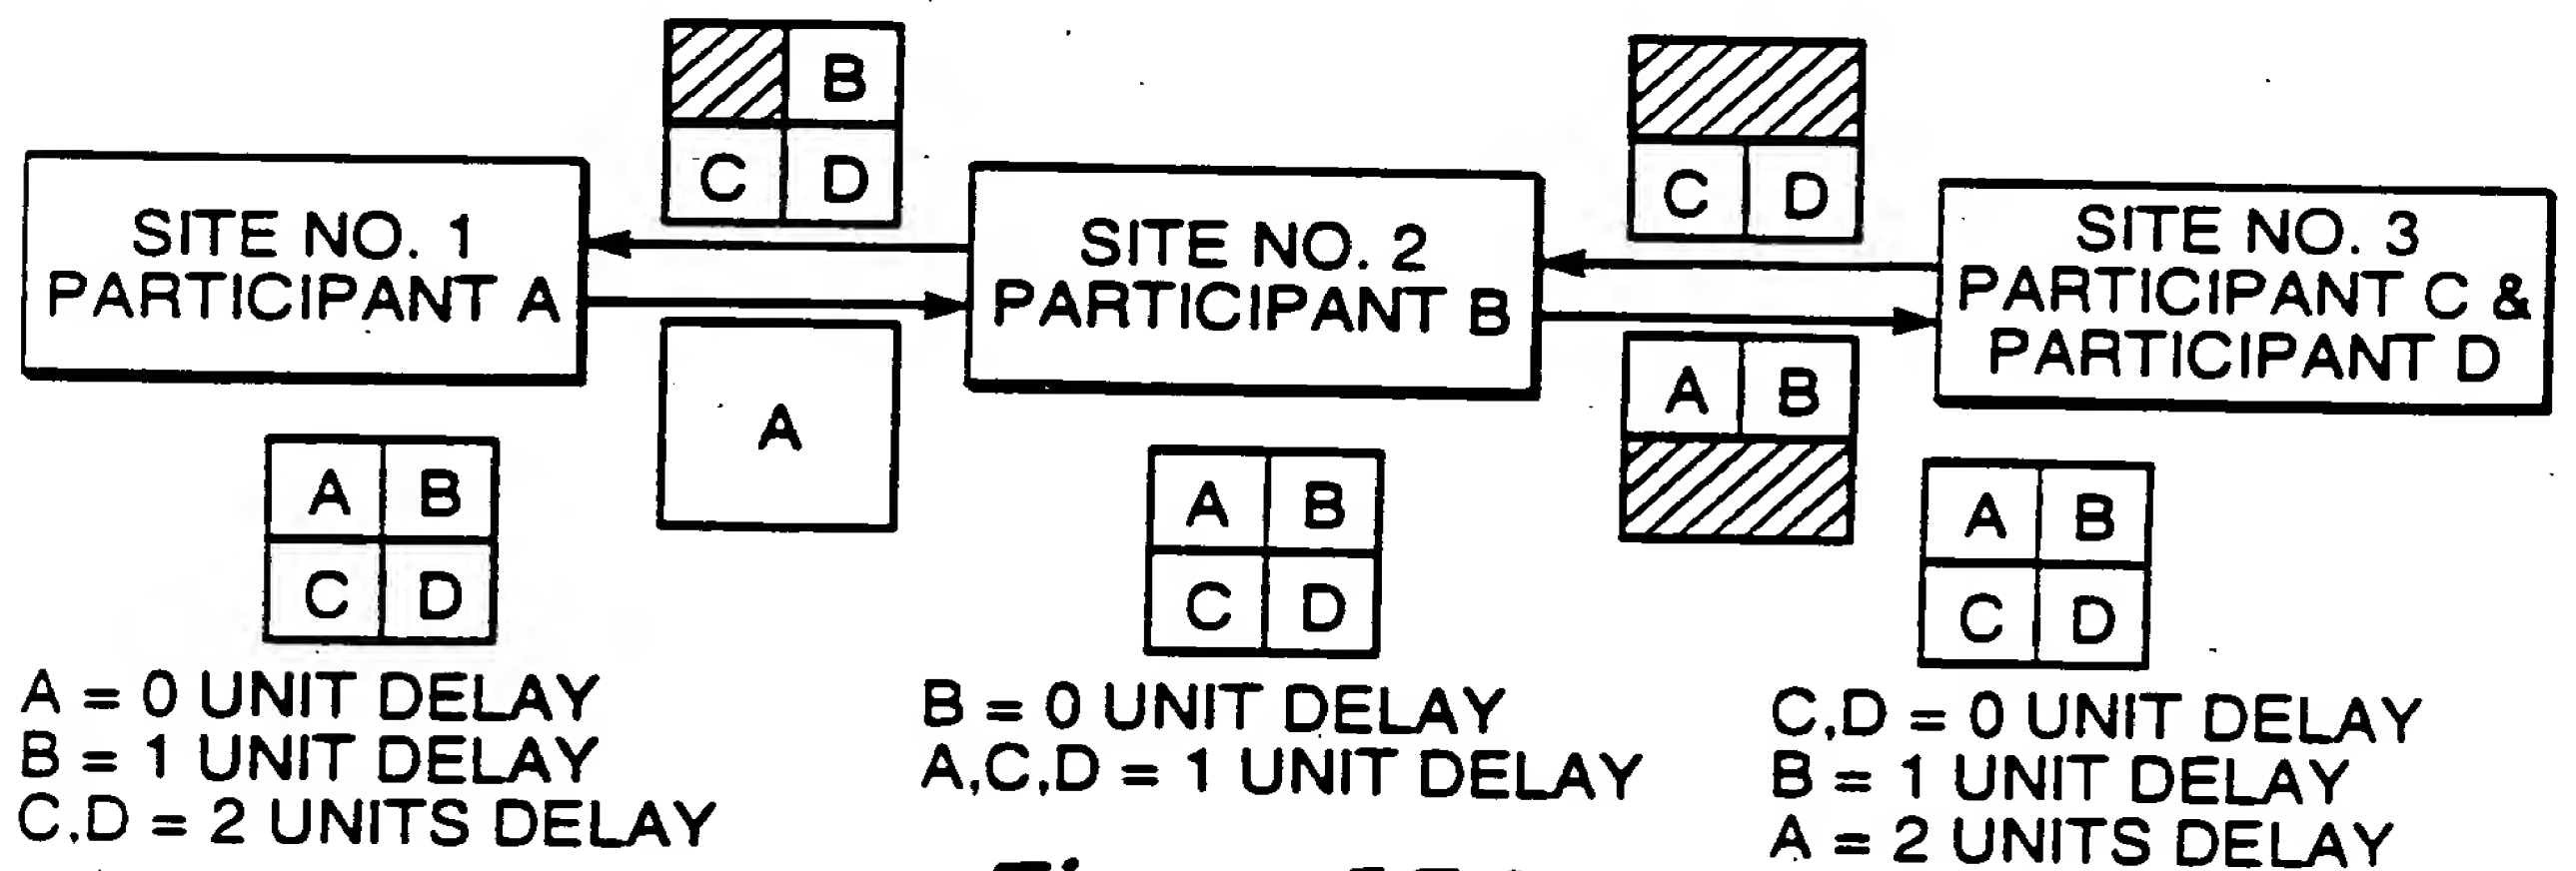 B
C D
C D
SITE NO. 1
PARTICIPANT A
SITE NO. 2
PARTICIPANT B
SITE NO. 3
PARTICIPANT C &
PARTICIPANT D
A
A B
A B
C D
A B
C D
A B
C D
A = 0 UNIT DELAY
B = 1 UNIT DELAY
C,D = 2 UNITS DELAY
B = 0 UNIT DELAY
A,C,D = 1 UNIT DELAY
C,D = 0 UNIT DELAY
B = 1 UNIT DELAY
A = 2 UNITS DELAY